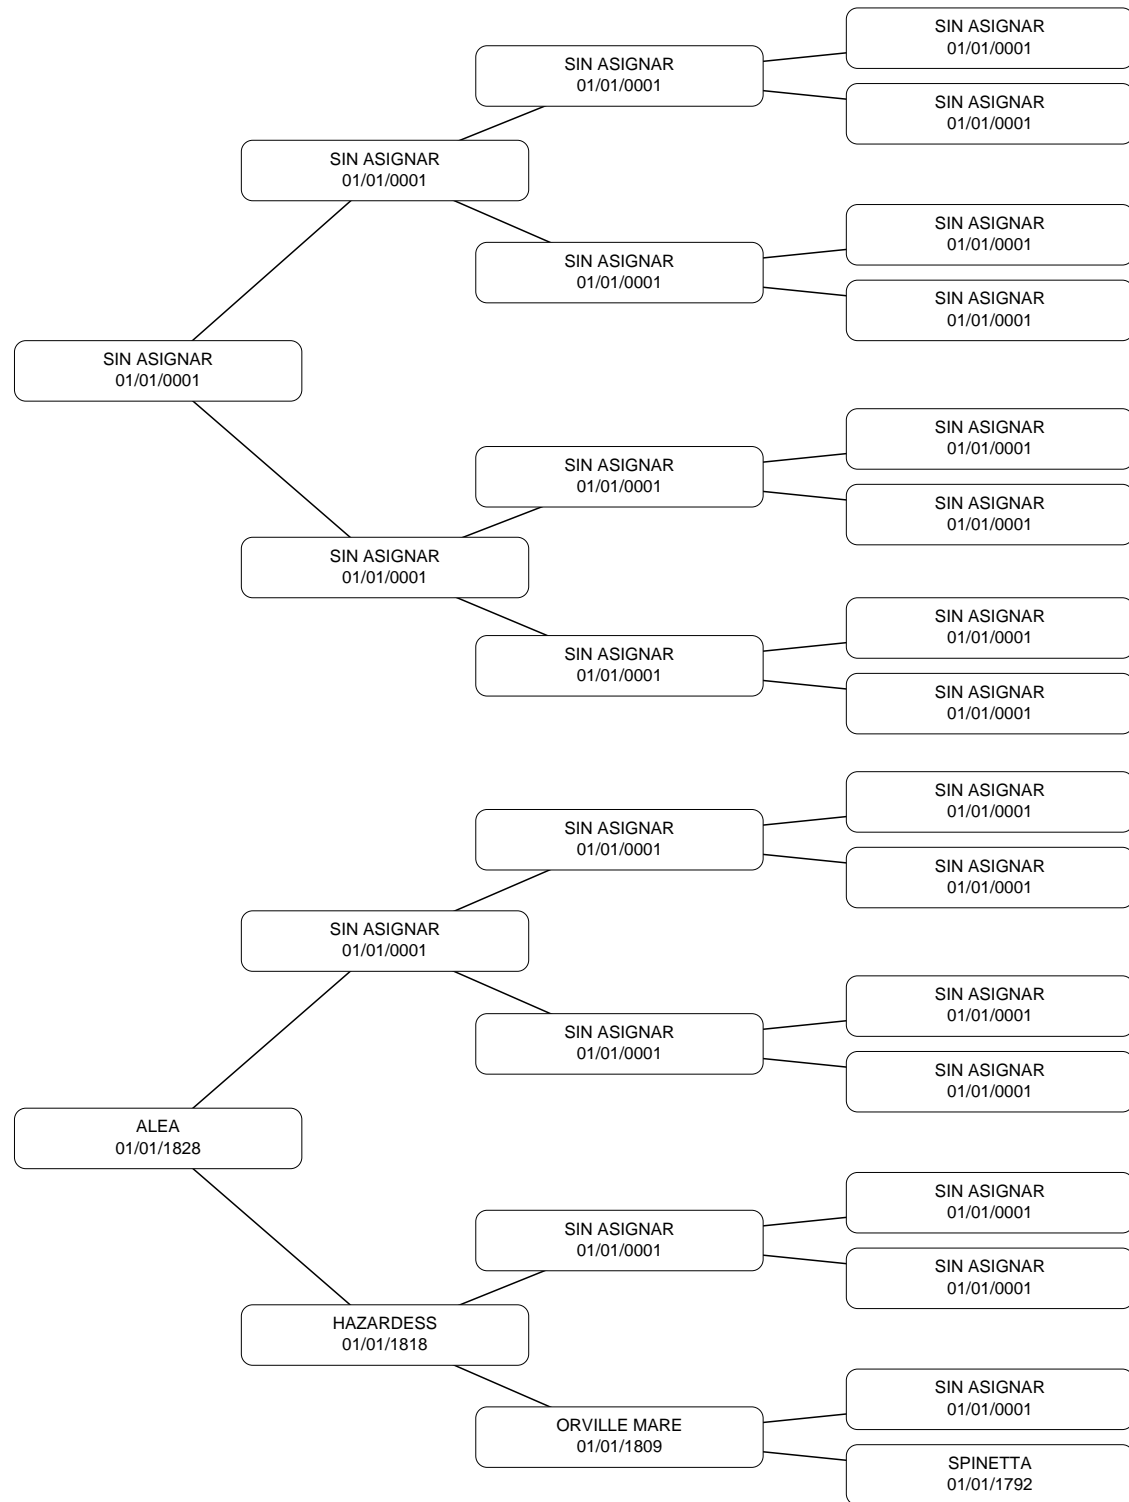 SIN ASIGNAR
01/01/0001
SIN ASIGNAR
01/01/0001
SIN ASIGNAR
01/01/0001
SIN ASIGNAR
01/01/0001
SIN ASIGNAR
01/01/0001
SIN ASIGNAR
01/01/0001
SIN ASIGNAR
01/01/0001
SIN ASIGNAR
01/01/0001
SIN ASIGNAR
01/01/0001
SIN ASIGNAR
01/01/0001
SIN ASIGNAR
01/01/0001
SIN ASIGNAR
01/01/0001
SIN ASIGNAR
01/01/0001
SIN ASIGNAR
01/01/0001
SIN ASIGNAR
01/01/0001
SIN ASIGNAR
01/01/0001
SIN ASIGNAR
01/01/0001
SIN ASIGNAR
01/01/0001
SIN ASIGNAR
01/01/0001
SIN ASIGNAR
01/01/0001
SIN ASIGNAR
01/01/0001
SIN ASIGNAR
01/01/0001
ALEA
01/01/1828
SIN ASIGNAR
01/01/0001
SIN ASIGNAR
01/01/0001
SIN ASIGNAR
01/01/0001
HAZARDESS
01/01/1818
SIN ASIGNAR
01/01/0001
ORVILLE MARE
01/01/1809
SPINETTA
01/01/1792